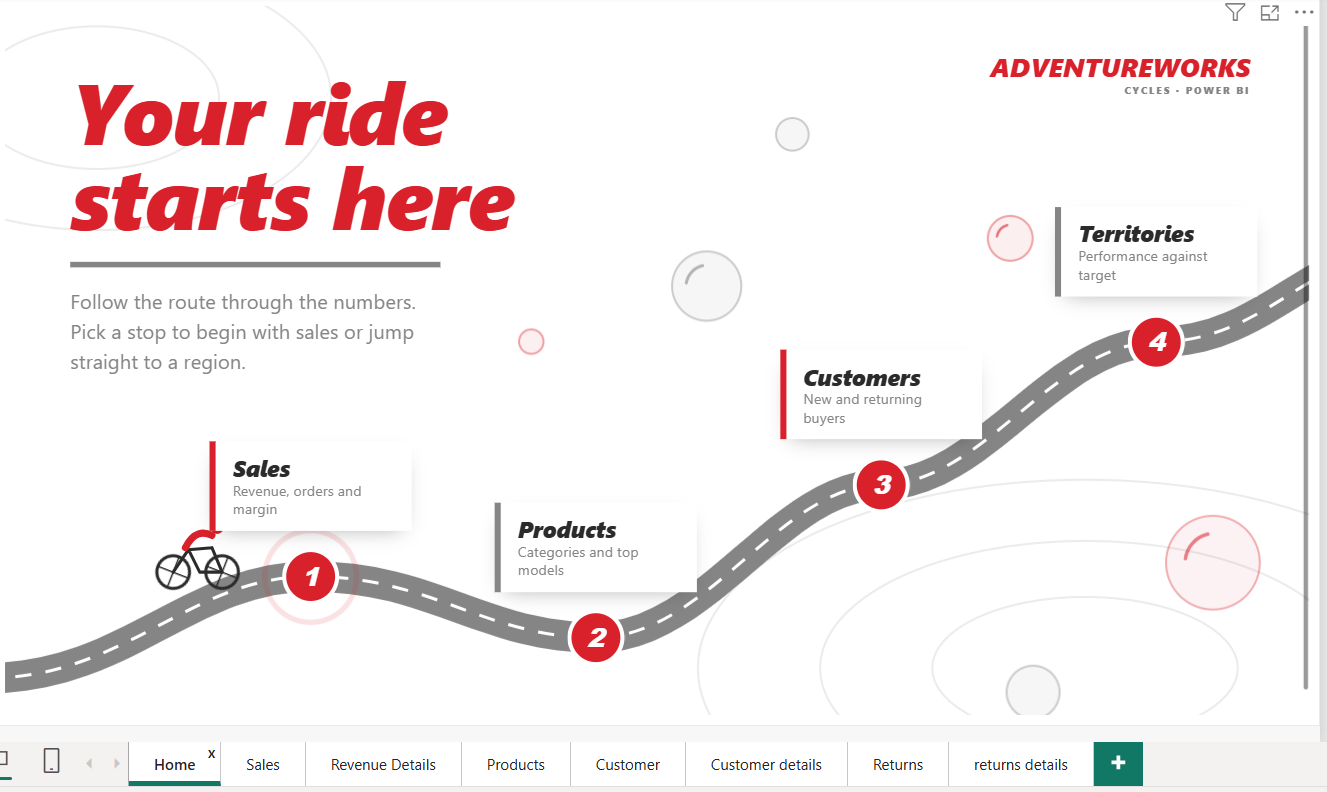 ADVENTUREWORKS
CYCLES · POWER BI
Your ride
starts here
Follow the route through the numbers.
Pick a stop to begin with sales or jump
straight to a region.
Territories
Performance against
target
4
Customers
New and returning
buyers
3
Sales
Revenue, orders and
margin
1
Products
Categories and top
models
2
Home x Sales Revenue Details Products Customer Customer details Returns returns details +